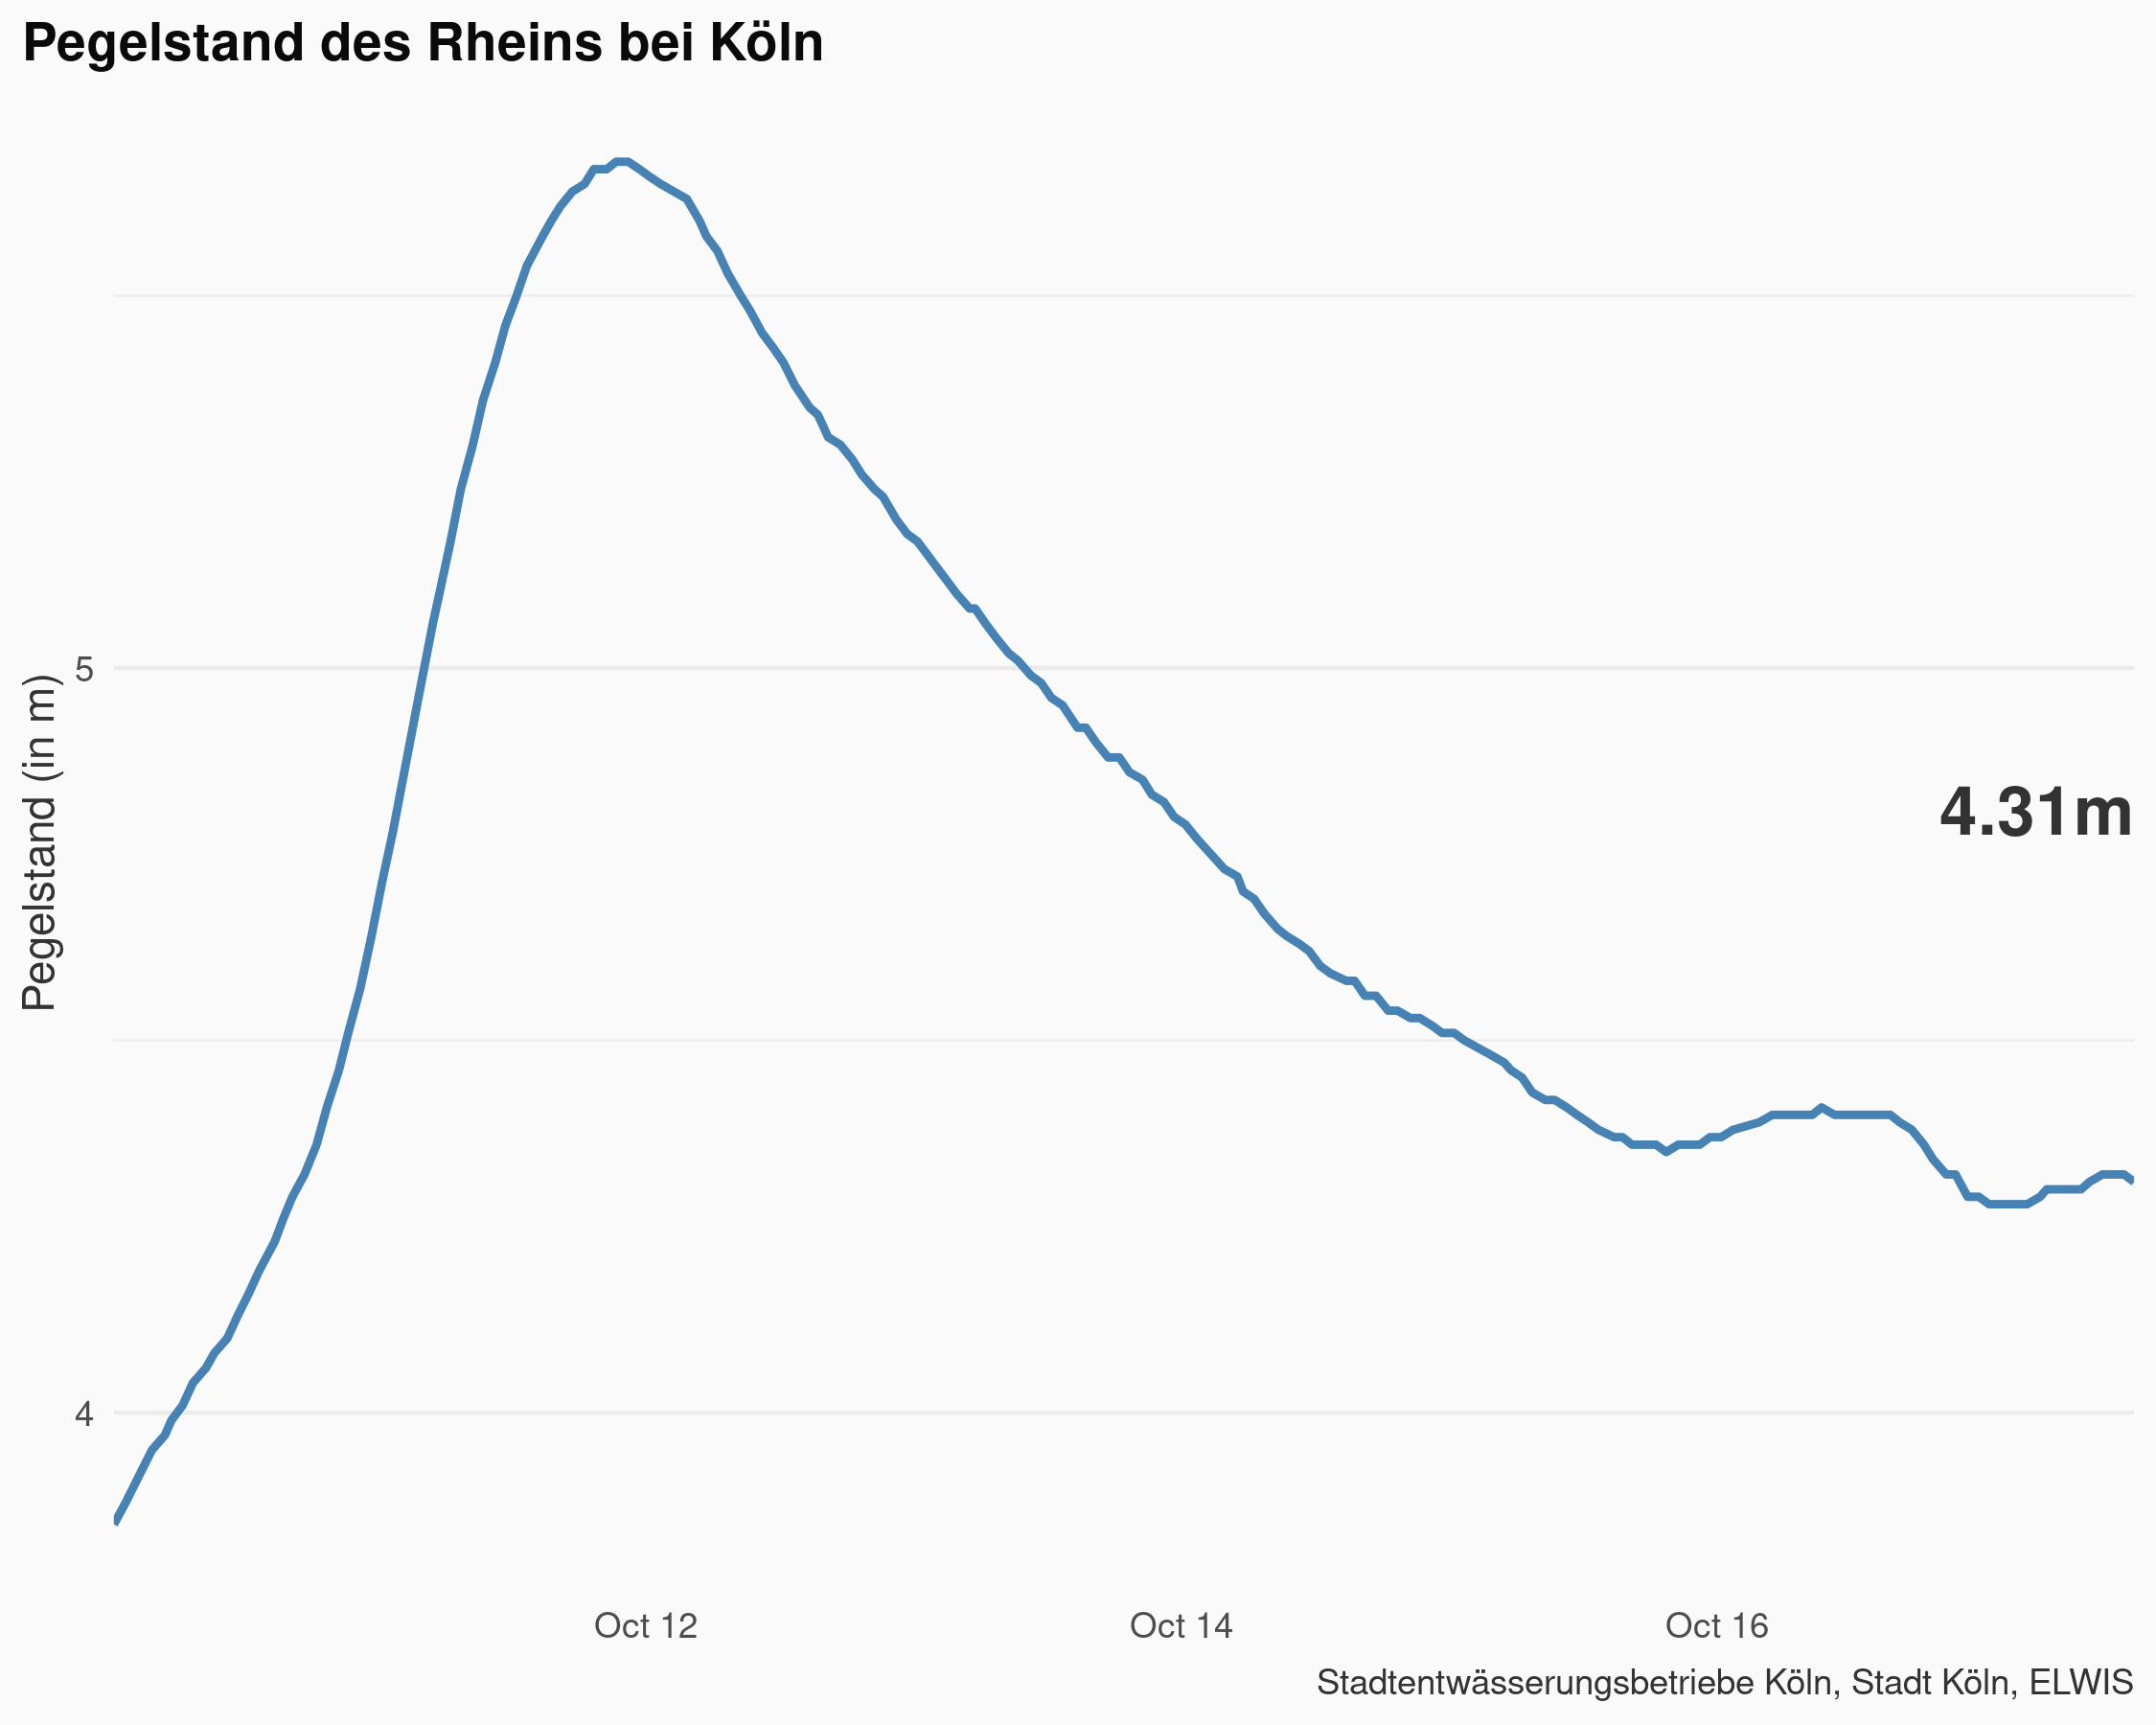 Pegelstand des Rheins bei Köln
Pegelstand (in m)
5
4
4.31m
Oct 12
Oct 14
Oct 16
Stadtentwässerungsbetriebe Köln, Stadt Köln, ELWIS